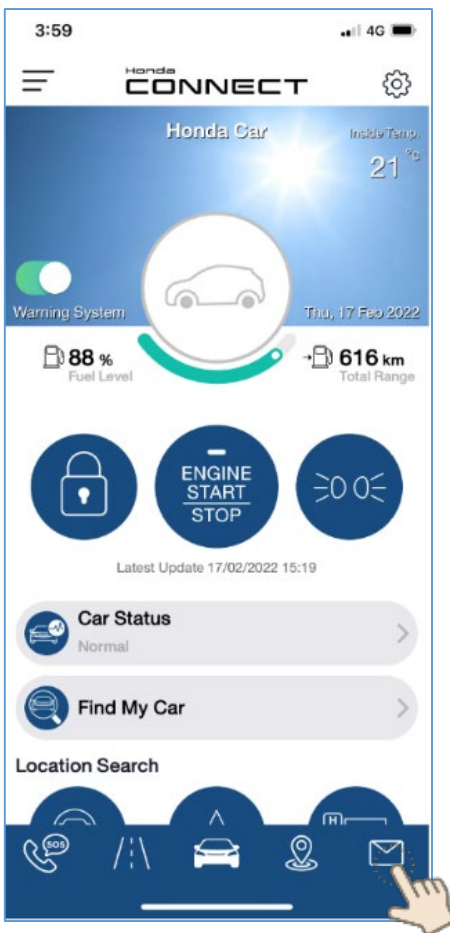 3:59
4G
Honda
CONNECT
Honda Car
Inside Temp.
21 °C
Warning System
Thu, 17 Feb 2022
88 %
Fuel Level
616 km
Total Range
ENGINE
START
STOP
Latest Update 17/02/2022 15:19
Car Status
Normal
Find My Car
Location Search
H
SOS